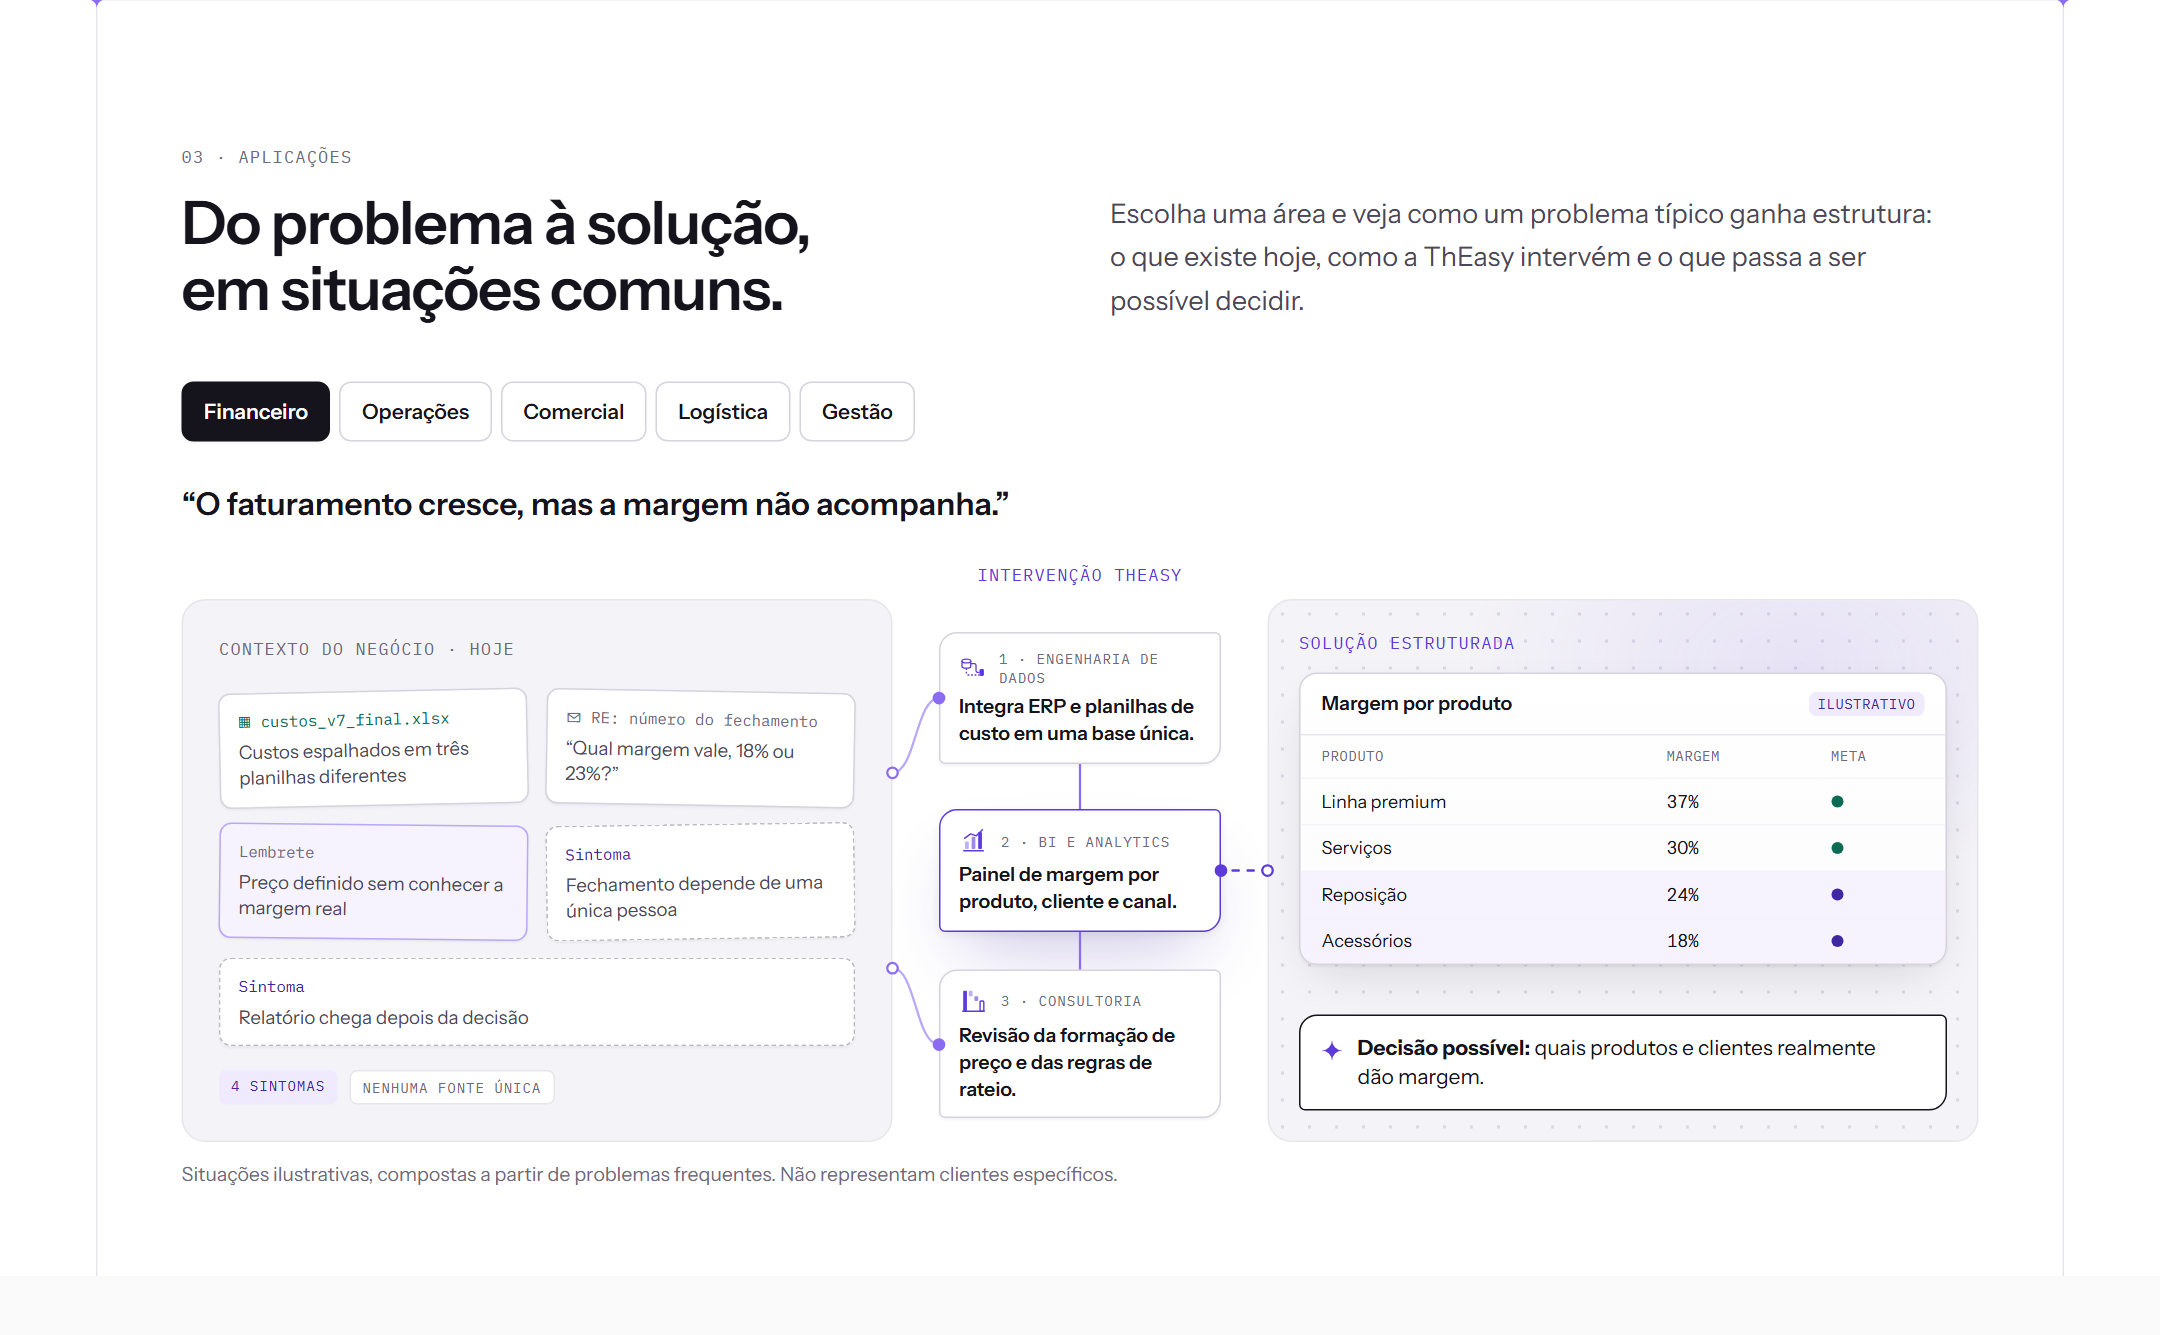 03 · APLICAÇÕES
Do problema à solução,
em situações comuns.
Escolha uma área e veja como um problema típico ganha estrutura:
o que existe hoje, como a ThEasy intervém e o que passa a ser
possível decidir.
Financeiro
Operações
Comercial
Logística
Gestão
“O faturamento cresce, mas a margem não acompanha.”
CONTEXTO DO NEGÓCIO · HOJE
custos_v7_final.xlsx
Custos espalhados em três
planilhas diferentes
RE: número do fechamento
“Qual margem vale, 18% ou
23%?”
Lembrete
Preço definido sem conhecer a
margem real
Sintoma
Fechamento depende de uma
única pessoa
Sintoma
Relatório chega depois da decisão
4 SINTOMAS
NENHUMA FONTE ÚNICA
INTERVENÇÃO THEASY
1 · ENGENHARIA DE
DADOS
Integra ERP e planilhas de
custo em uma base única.
2 · BI E ANALYTICS
Painel de margem por
produto, cliente e canal.
3 · CONSULTORIA
Revisão da formação de
preço e das regras de
rateio.
SOLUÇÃO ESTRUTURADA
Margem por produto
ILUSTRATIVO
PRODUTO MARGEM META
Linha premium 37%
Serviços 30%
Reposição 24%
Acessórios 18%
Decisão possível: quais produtos e clientes realmente
dão margem.
Situações ilustrativas, compostas a partir de problemas frequentes. Não representam clientes específicos.